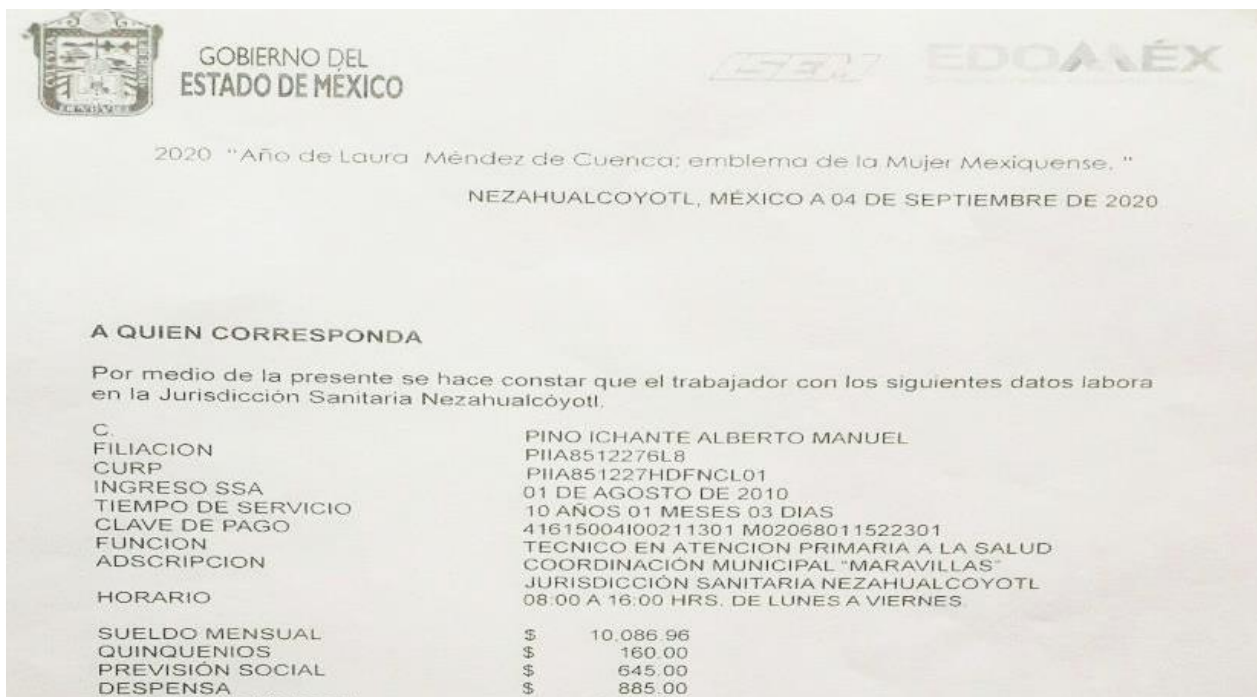 GOBIERNO DEL
ESTADO DE MÉXICO
ISEM
EDOMÉX
2020 "Año de Laura Méndez de Cuenca; emblema de la Mujer Mexiquense. "
NEZAHUALCOYOTL, MÉXICO A 04 DE SEPTIEMBRE DE 2020
A QUIEN CORRESPONDA
Por medio de la presente se hace constar que el trabajador con los siguientes datos labora
en la Jurisdicción Sanitaria Nezahualcóyotl.
C. PINO ICHANTE ALBERTO MANUEL
FILIACION PIIA8512276L8
CURP PIIA851227HDFNCL01
INGRESO SSA 01 DE AGOSTO DE 2010
TIEMPO DE SERVICIO 10 AÑOS 01 MESES 03 DIAS
CLAVE DE PAGO 41615004I00211301 M02068011522301
FUNCION TECNICO EN ATENCION PRIMARIA A LA SALUD
ADSCRIPCION COORDINACIÓN MUNICIPAL "MARAVILLAS"
JURISDICCIÓN SANITARIA NEZAHUALCOYOTL
HORARIO 08:00 A 16:00 HRS. DE LUNES A VIERNES
SUELDO MENSUAL $ 10,086.96
QUINQUENIOS $ 160.00
PREVISIÓN SOCIAL $ 645.00
DESPENSA $ 885.00